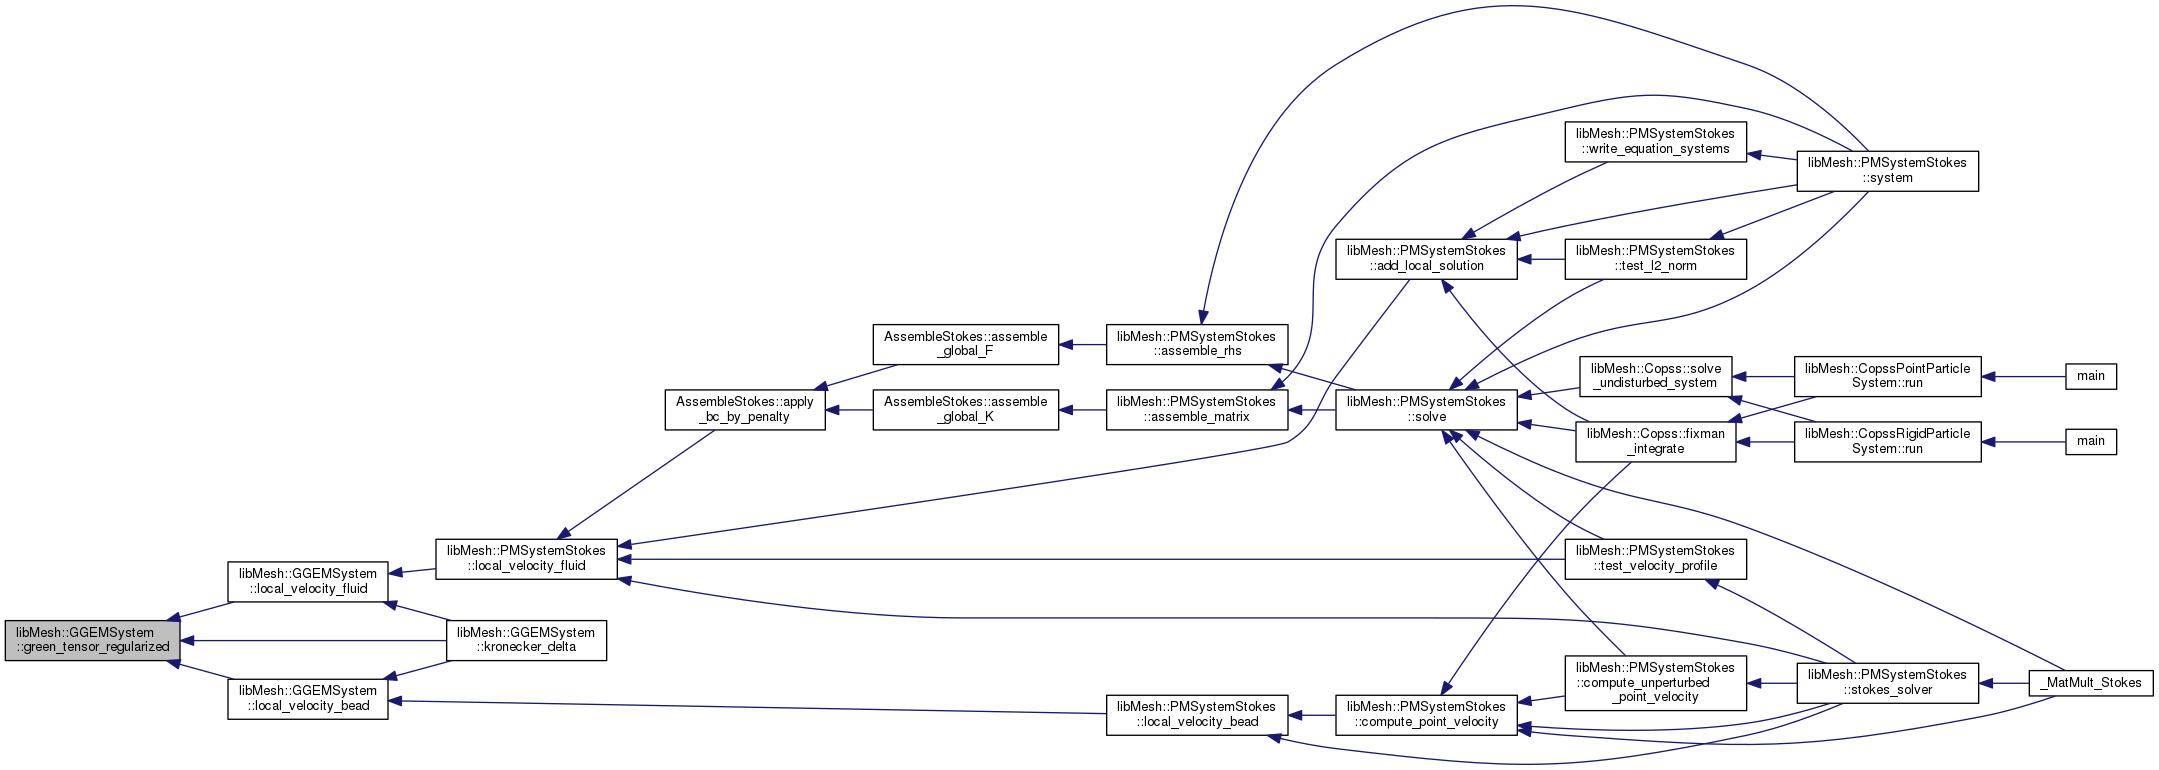 libMesh::PMSystemStokes
::write_equation_systems
libMesh::PMSystemStokes
::system
libMesh::PMSystemStokes
::add_local_solution
libMesh::PMSystemStokes
::test_l2_norm
AssembleStokes::assemble
_global_F
libMesh::PMSystemStokes
::assemble_rhs
libMesh::Copss::solve
_undisturbed_system
libMesh::CopssPointParticle
System::run
main
AssembleStokes::apply
_bc_by_penalty
AssembleStokes::assemble
_global_K
libMesh::PMSystemStokes
::assemble_matrix
libMesh::PMSystemStokes
::solve
libMesh::Copss::fixman
_integrate
libMesh::CopssRigidParticle
System::run
main
libMesh::PMSystemStokes
::local_velocity_fluid
libMesh::PMSystemStokes
::test_velocity_profile
libMesh::GGEMSystem
::local_velocity_fluid
libMesh::GGEMSystem
::green_tensor_regularized
libMesh::GGEMSystem
::kronecker_delta
libMesh::GGEMSystem
::local_velocity_bead
libMesh::PMSystemStokes
::local_velocity_bead
libMesh::PMSystemStokes
::compute_point_velocity
libMesh::PMSystemStokes
::compute_unperturbed
_point_velocity
libMesh::PMSystemStokes
::stokes_solver
_MatMult_Stokes